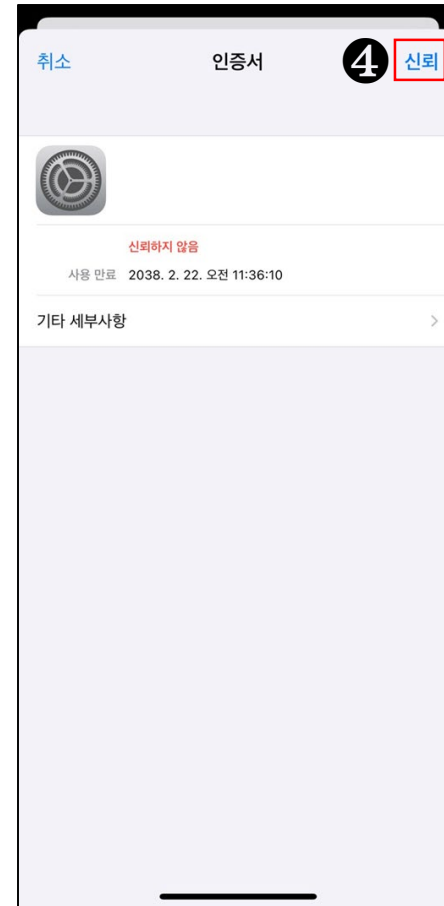 취소 인증서 ❹ 신뢰
신뢰하지 않음
사용 만료 2038. 2. 22. 오전 11:36:10
기타 세부사항